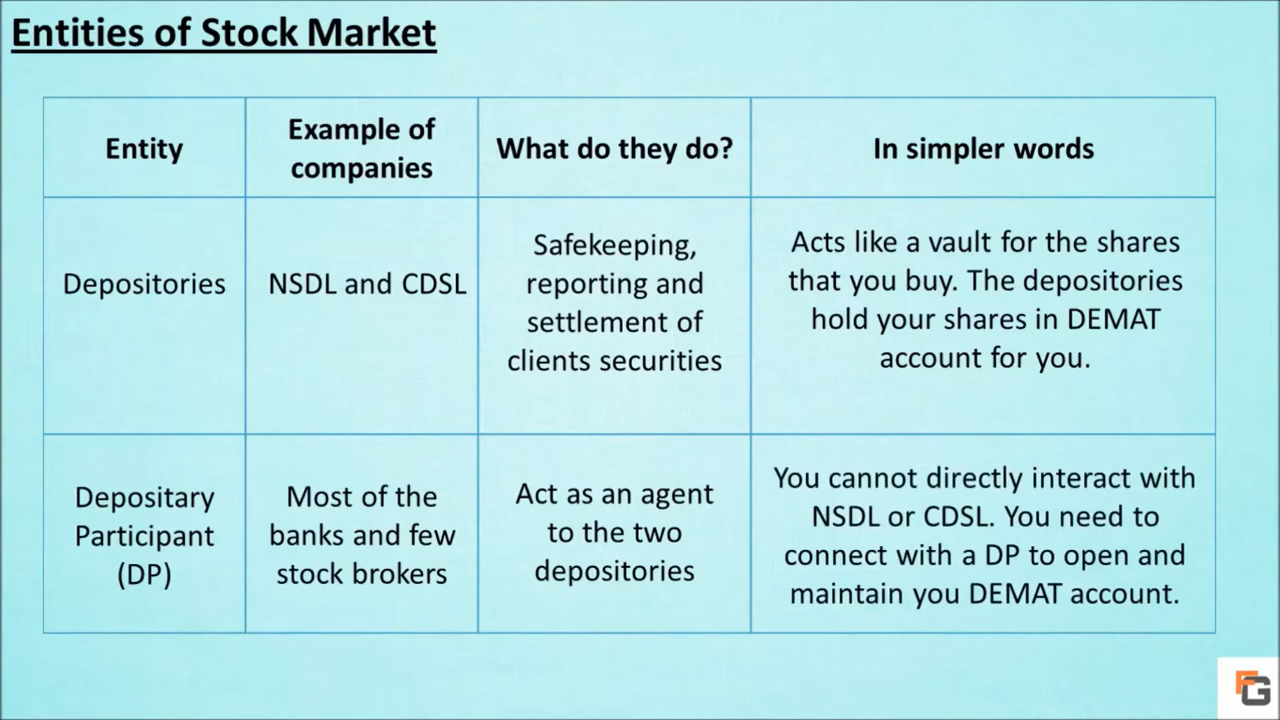 Entities of Stock Market
Entity
Example of
companies
What do they do?
In simpler words
Depositories
NSDL and CDSL
Safekeeping,
reporting and
settlement of
clients securities
Acts like a vault for the shares
that you buy. The depositories
hold your shares in DEMAT
account for you.
Depositary
Participant
(DP)
Most of the
banks and few
stock brokers
Act as an agent
to the two
depositories
You cannot directly interact with
NSDL or CDSL. You need to
connect with a DP to open and
maintain you DEMAT account.
FG